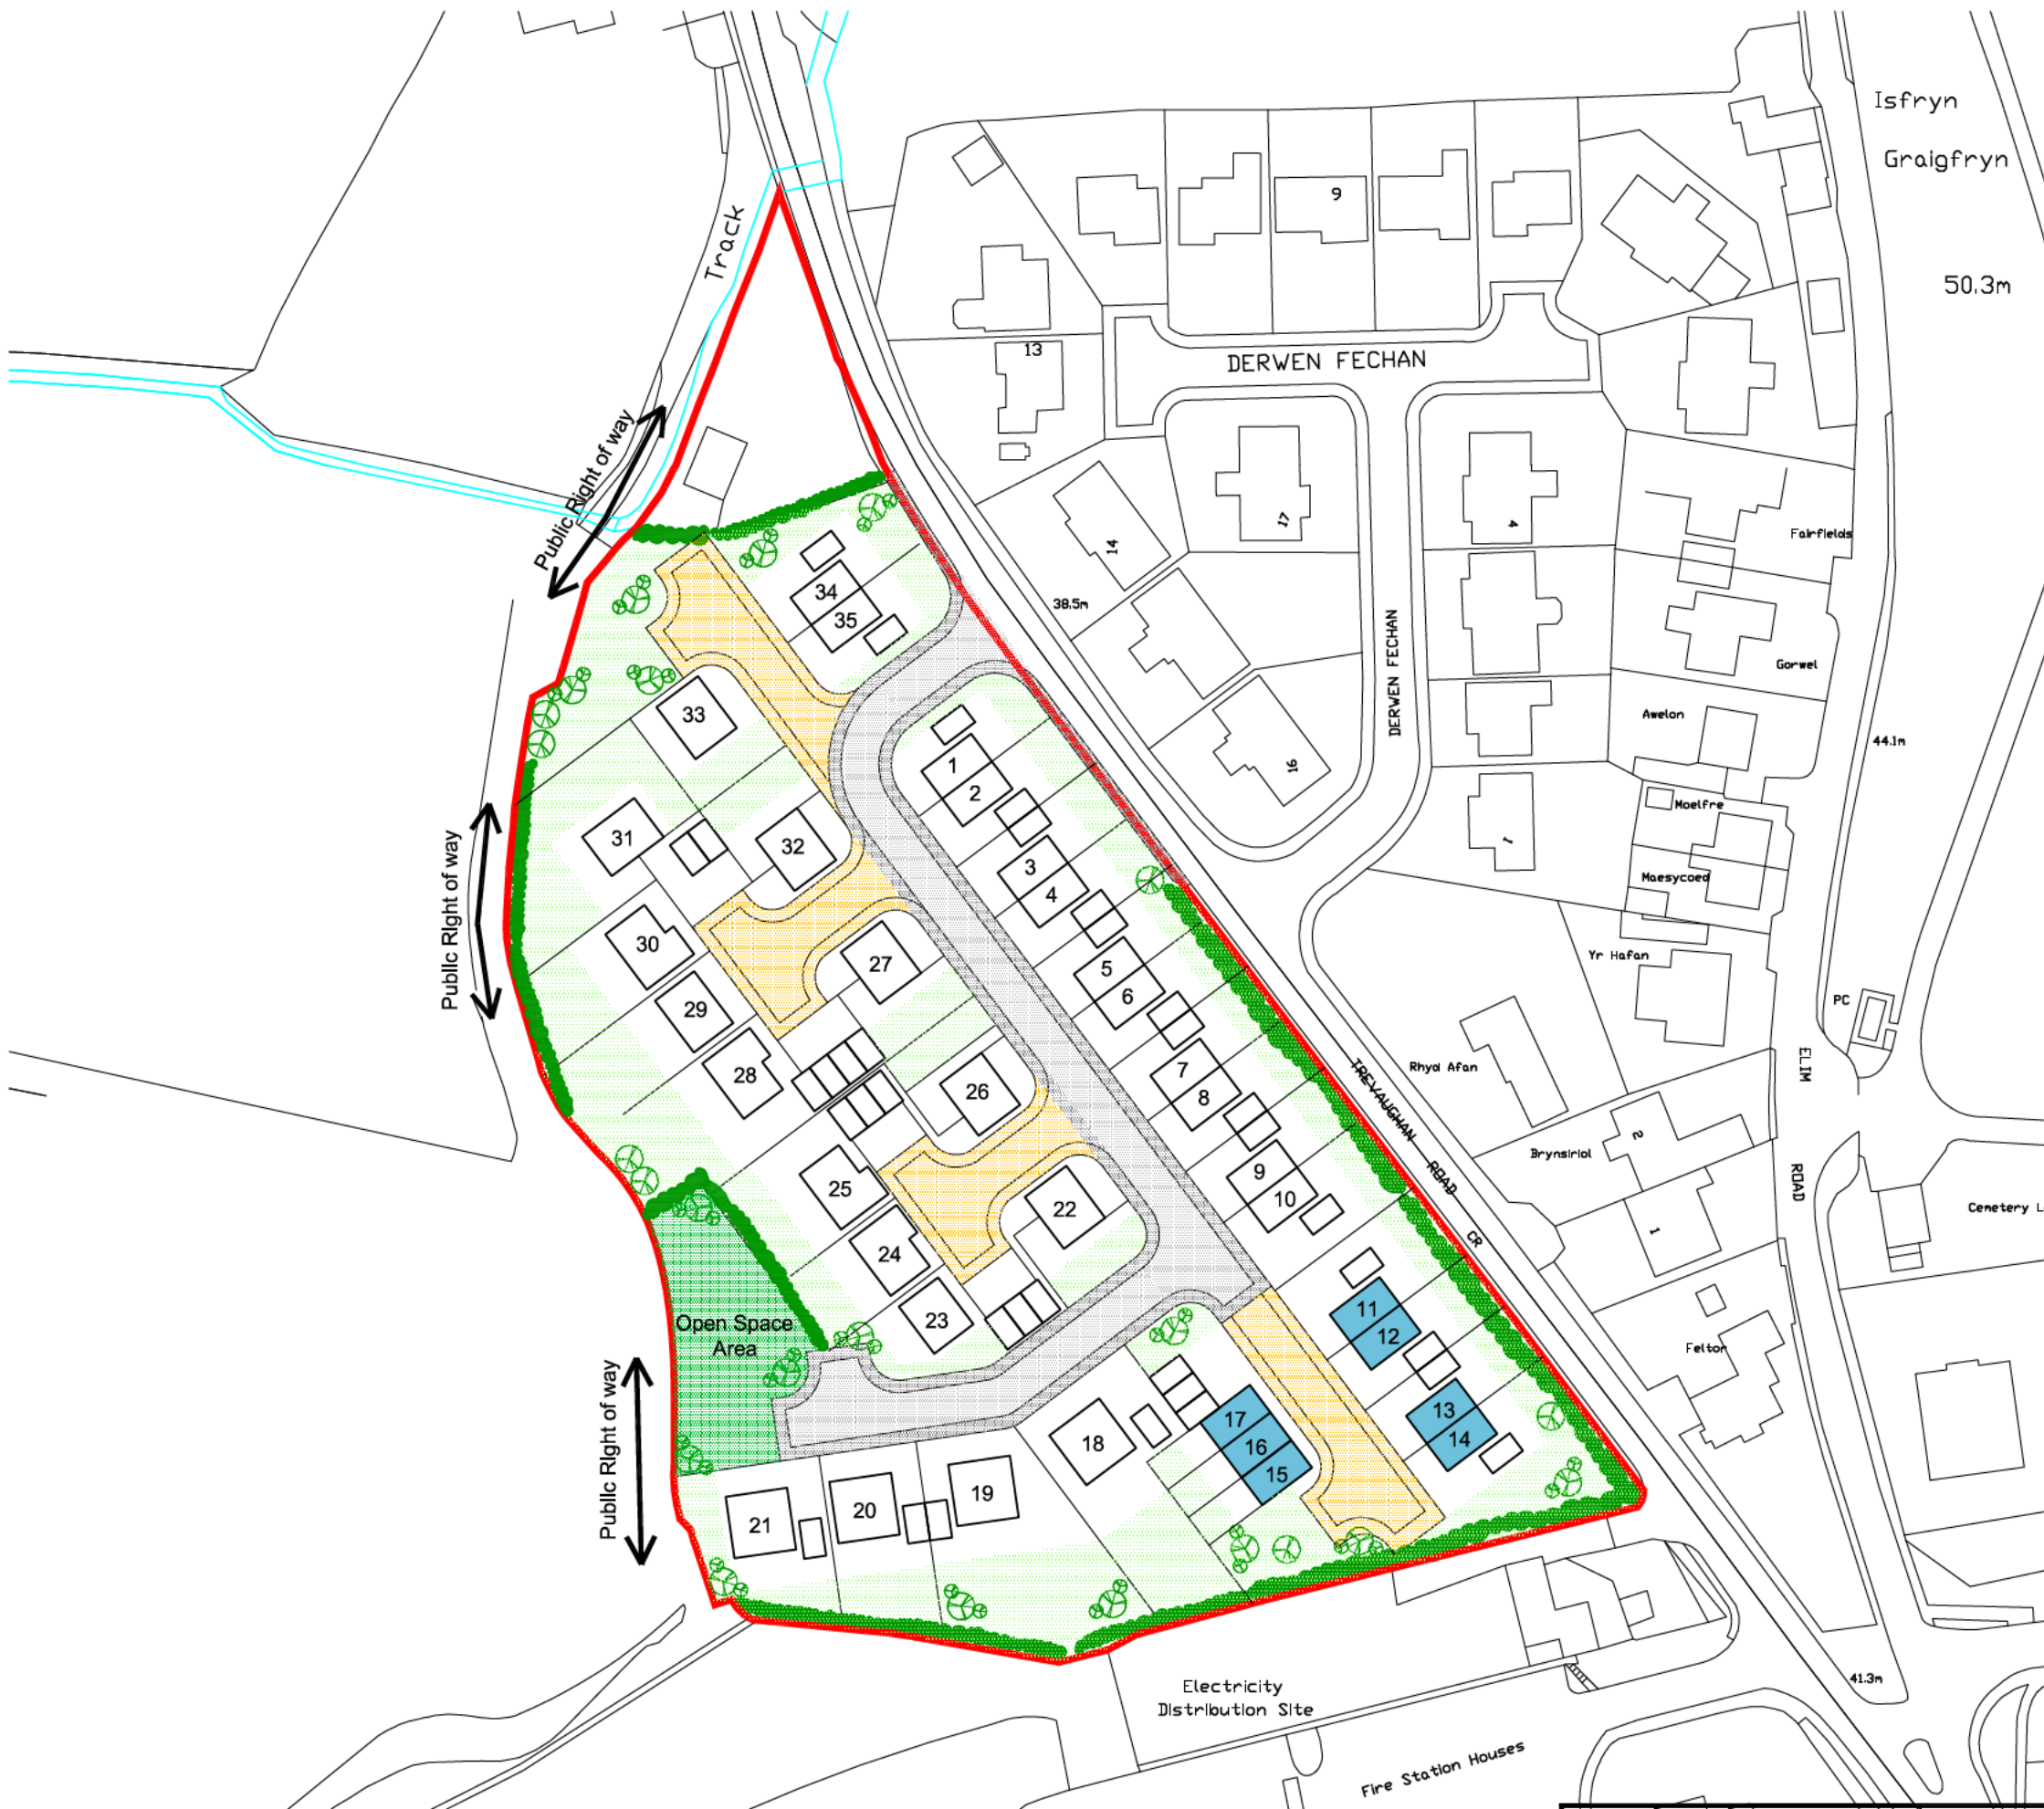 Isfryn
Graigfryn
50.3m
9
Track
13
DERWEN FECHAN
Public Right of way
17
14
4
Fairfields
38.5m
34
35
DERWEN FECHAN
Gorwel
33
Awelon
16
44.1m
1
2
Moelfre
31
32
1
3
4
Maesycoed
Public Right of way
30
27
5
6
Yr Hafan
PC
29
28
26
7
8
Rhyd Afan
TREVAUGHAN
ROAD
ELIM
ROAD
2
Brynsiriol
25
22
9
10
1
Cemetery L
24
CR
23
Open Space
Area
11
12
Felton
Public Right of way
18
17
16
15
13
14
21
20
19
41.3m
Electricity
Distribution Site
Fire Station Houses